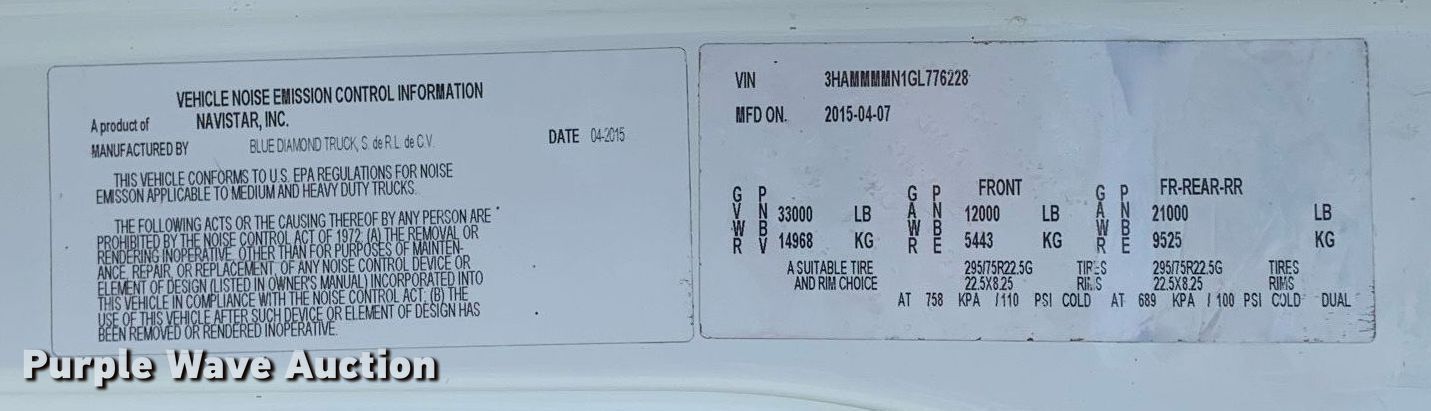 VEHICLE NOISE EMISSION CONTROL INFORMATION
A product of NAVISTAR, INC.
MANUFACTURED BY BLUE DIAMOND TRUCK, S. de R.L. de C.V. DATE 04-2015
THIS VEHICLE CONFORMS TO U.S. EPA REGULATIONS FOR NOISE
EMISSON APPLICABLE TO MEDIUM AND HEAVY DUTY TRUCKS.
THE FOLLOWING ACTS OR THE CAUSING THEREOF BY ANY PERSON ARE
PROHIBITED BY THE NOISE CONTROL ACT OF 1972. (A) THE REMOVAL OR
RENDERING INOPERATIVE, OTHER THAN FOR PURPOSES OF MAINTEN-
ANCE, REPAIR, OR REPLACEMENT, OF ANY NOISE CONTROL DEVICE OR
ELEMENT OF DESIGN (LISTED IN OWNER'S MANUAL) INCORPORATED INTO
THIS VEHICLE IN COMPLIANCE WITH THE NOISE CONTROL ACT. (B) THE
USE OF THIS VEHICLE AFTER SUCH DEVICE OR ELEMENT OF DESIGN HAS
BEEN REMOVED OR RENDERED INOPERATIVE.
VIN 3HAMMMMN1GL776228
MFD ON. 2015-04-07
GVWR PNBV 33000 LB
14968 KG
GAWR PNBE FRONT
12000 LB
5443 KG
GAWR PNBE FR-REAR-RR
21000 LB
9525 KG
A SUITABLE TIRE 295/75R22.5G TIRES 295/75R22.5G TIRES
AND RIM CHOICE 22.5X8.25 RIMS 22.5X8.25 RIMS
AT 758 KPA /110 PSI COLD AT 689 KPA / 100 PSI COLD DUAL
Purple Wave Auction